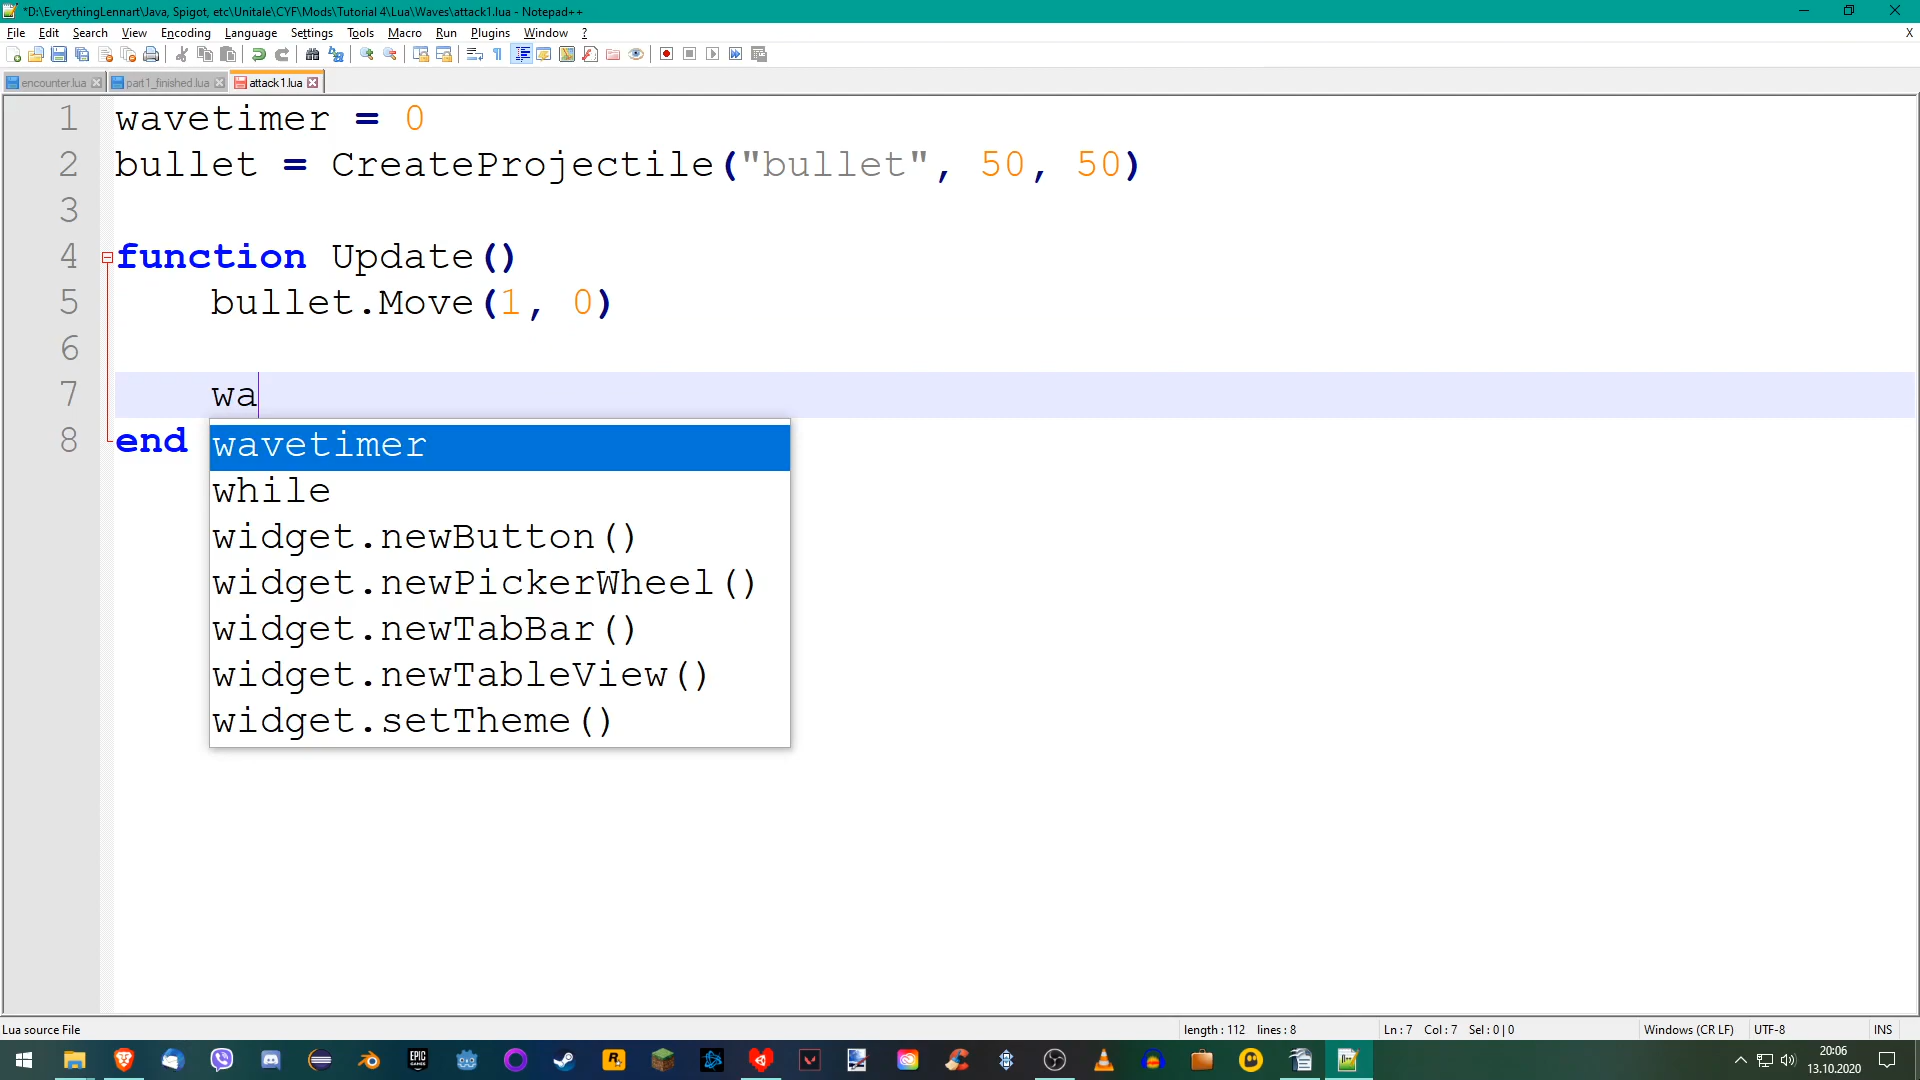 *D:\EverythingLennart\Java, Spigot, etc\Unitale\CYF\Mods\Tutorial 4\Lua\Waves\attack1.lua - Notepad++
File Edit Search View Encoding Language Settings Tools Macro Run Plugins Window ? X
encounter.lua part1_finished.lua attack1.lua
1 wavetimer = 0
2 bullet = CreateProjectile("bullet", 50, 50)
3
4 function Update()
5 bullet.Move(1, 0)
6
7 wa
8 end
wavetimer
while
widget.newButton()
widget.newPickerWheel()
widget.newTabBar()
widget.newTableView()
widget.setTheme()
Lua source File length : 112 lines : 8 Ln : 7 Col : 7 Sel : 0 | 0 Windows (CR LF) UTF-8 INS
EPIC GAMES
20:06
13.10.2020